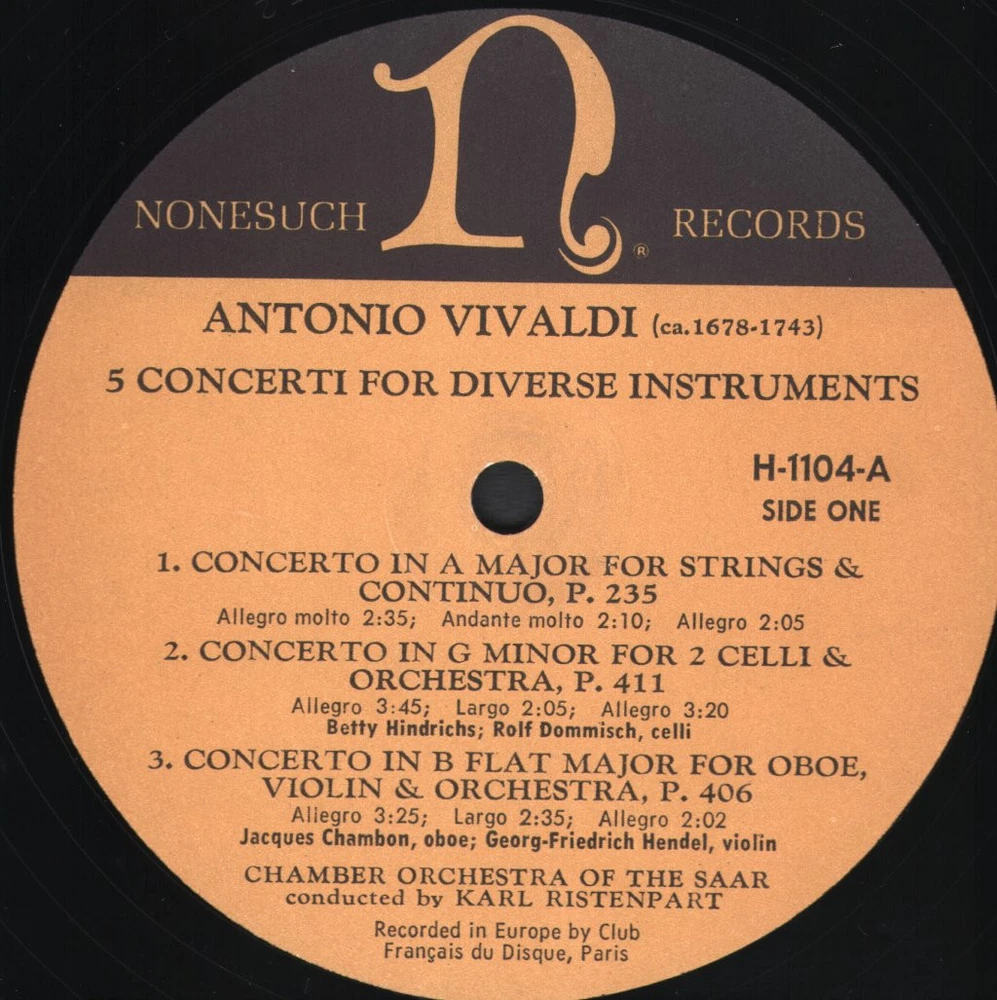 n
NONESUCH RECORDS
®
ANTONIO VIVALDI (ca.1678-1743)
5 CONCERTI FOR DIVERSE INSTRUMENTS
H-1104-A
SIDE ONE
1. CONCERTO IN A MAJOR FOR STRINGS &
CONTINUO, P. 235
Allegro molto 2:35; Andante molto 2:10; Allegro 2:05
2. CONCERTO IN G MINOR FOR 2 CELLI &
ORCHESTRA, P. 411
Allegro 3:45; Largo 2:05; Allegro 3:20
Betty Hindrichs; Rolf Dommisch, celli
3. CONCERTO IN B FLAT MAJOR FOR OBOE,
VIOLIN & ORCHESTRA, P. 406
Allegro 3:25; Largo 2:35; Allegro 2:02
Jacques Chambon, oboe; Georg-Friedrich Hendel, violin
CHAMBER ORCHESTRA OF THE SAAR
conducted by KARL RISTENPART
Recorded in Europe by Club
Français du Disque, Paris